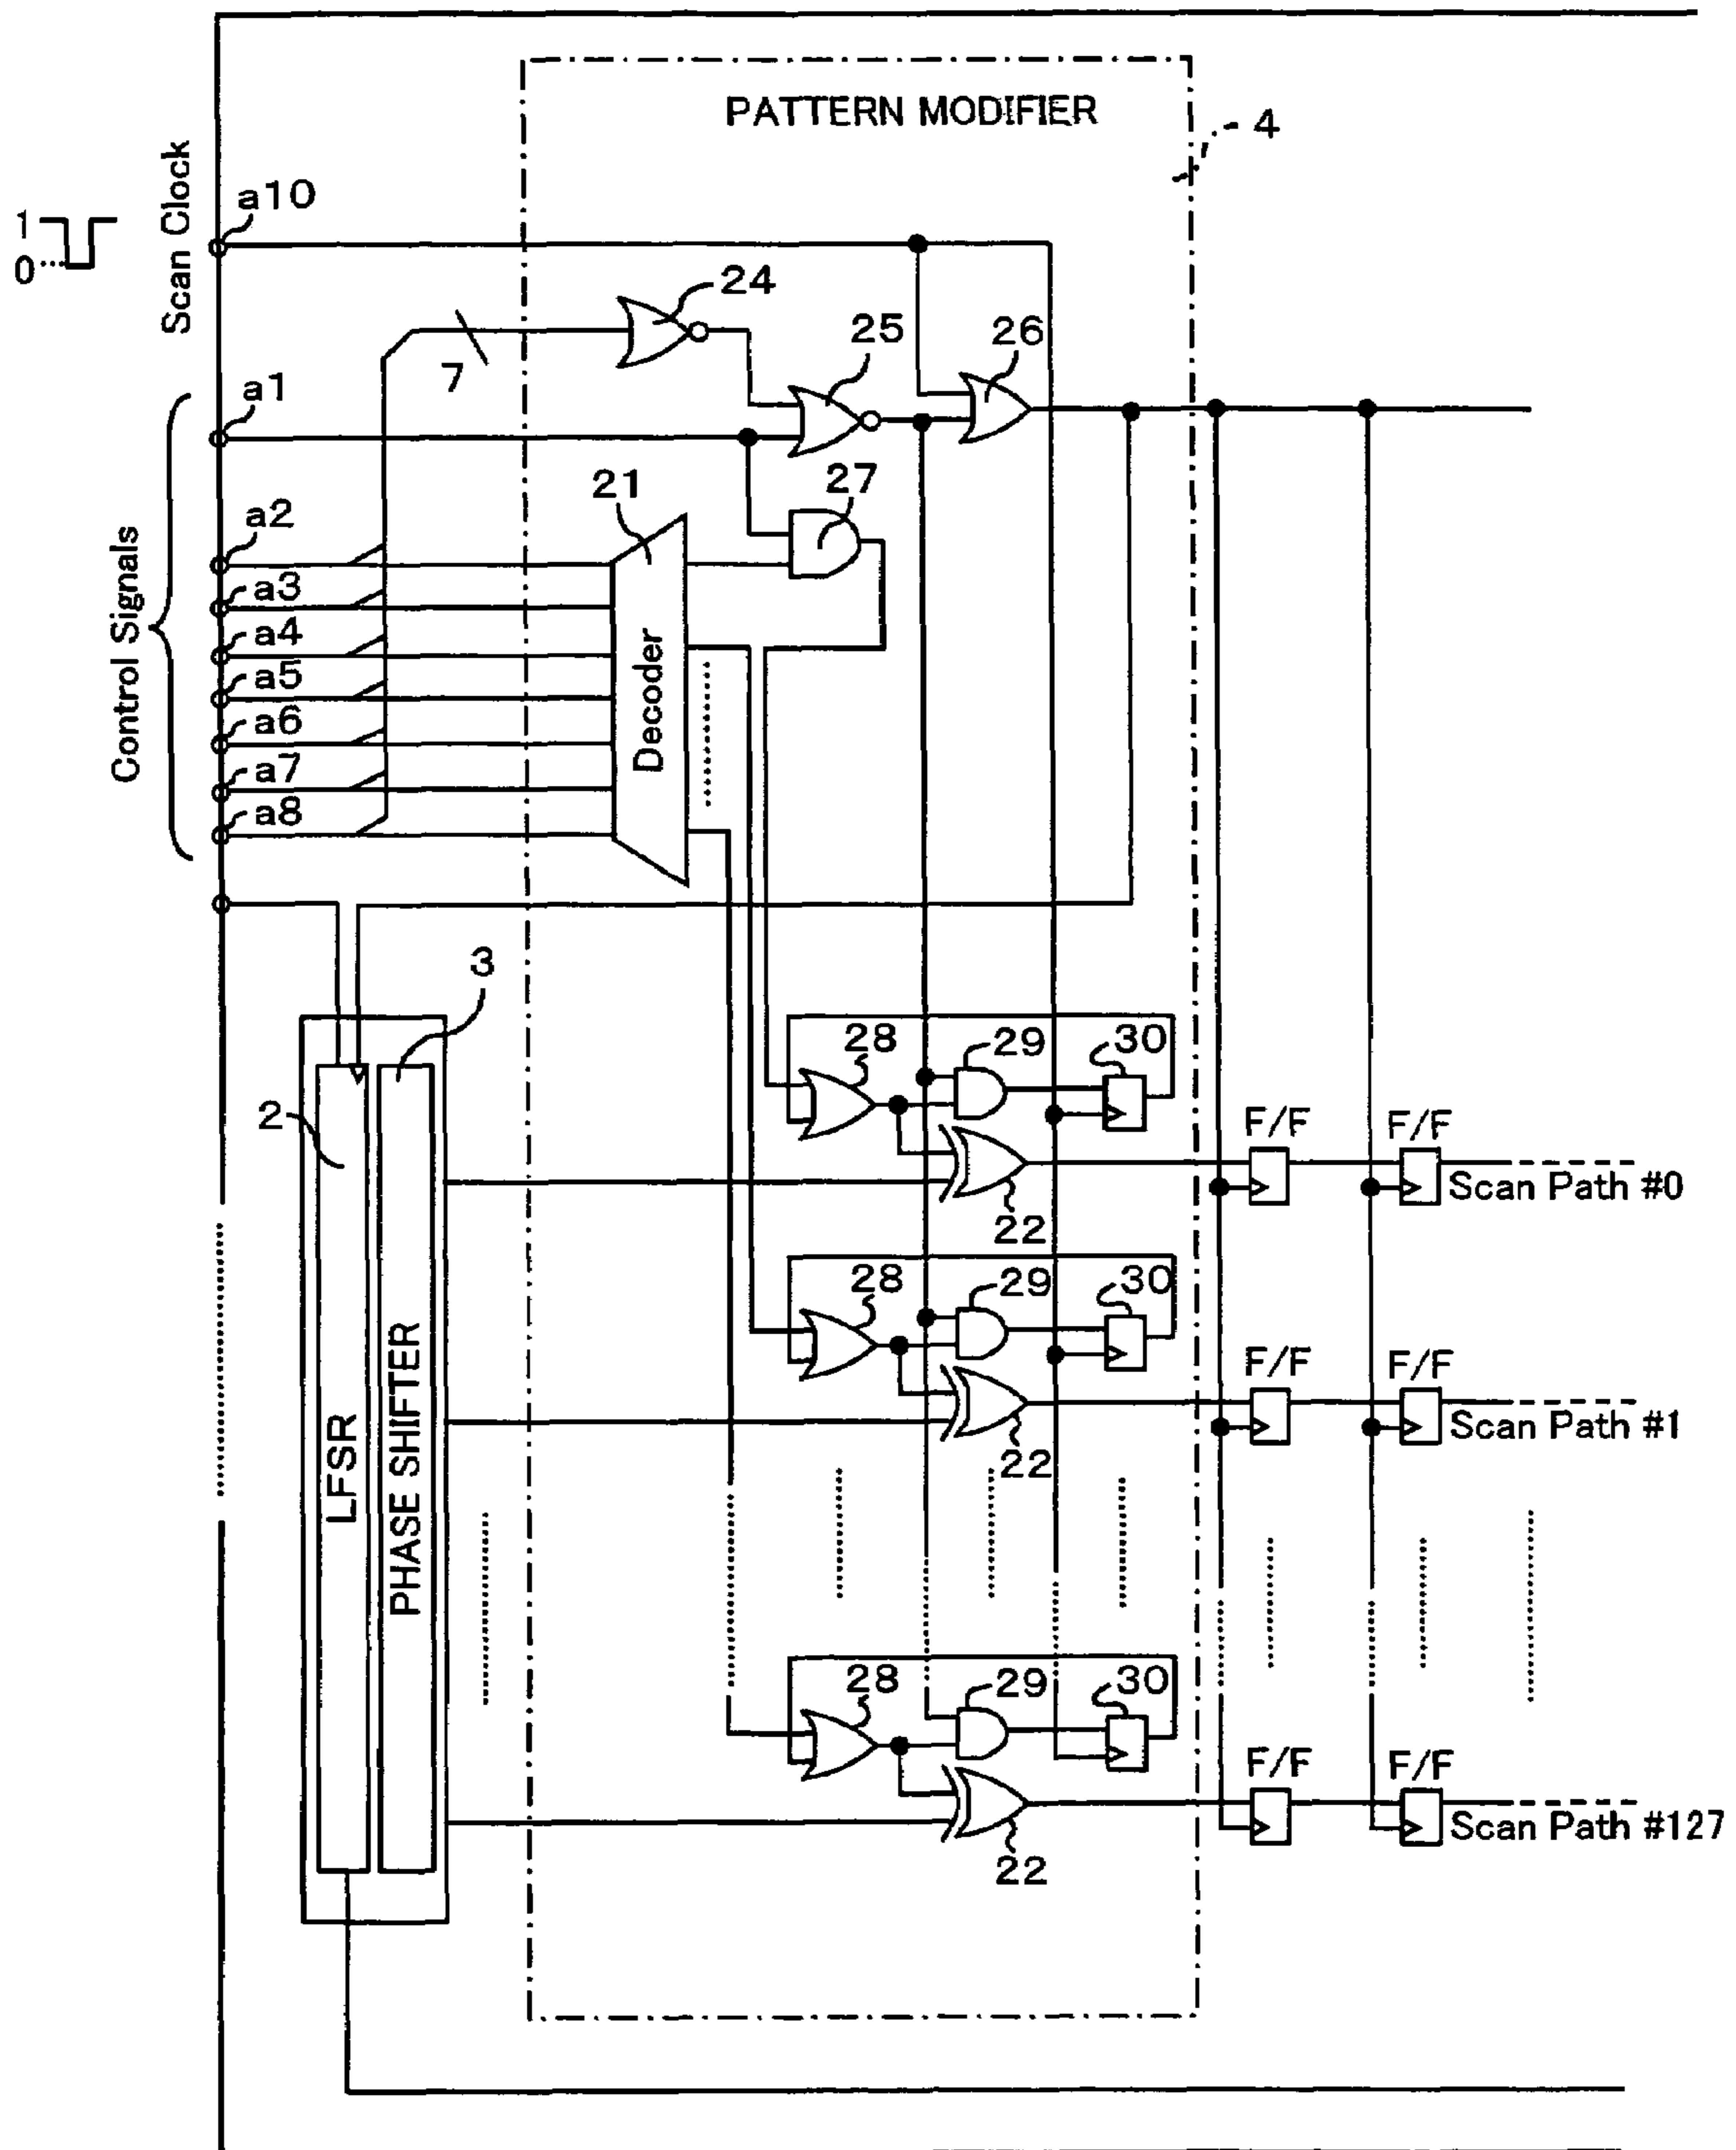 PATTERN MODIFIER
4
Scan Clock
a10
1
0
24
7
25
26
a1
Control Signals
21
27
a2
a3
a4
a5
a6
a7
a8
Decoder
3
2
LFSR
PHASE SHIFTER
28
29
30
22
F/F
F/F
Scan Path #0
28
29
30
22
F/F
F/F
Scan Path #1
28
29
30
22
F/F
F/F
Scan Path #127